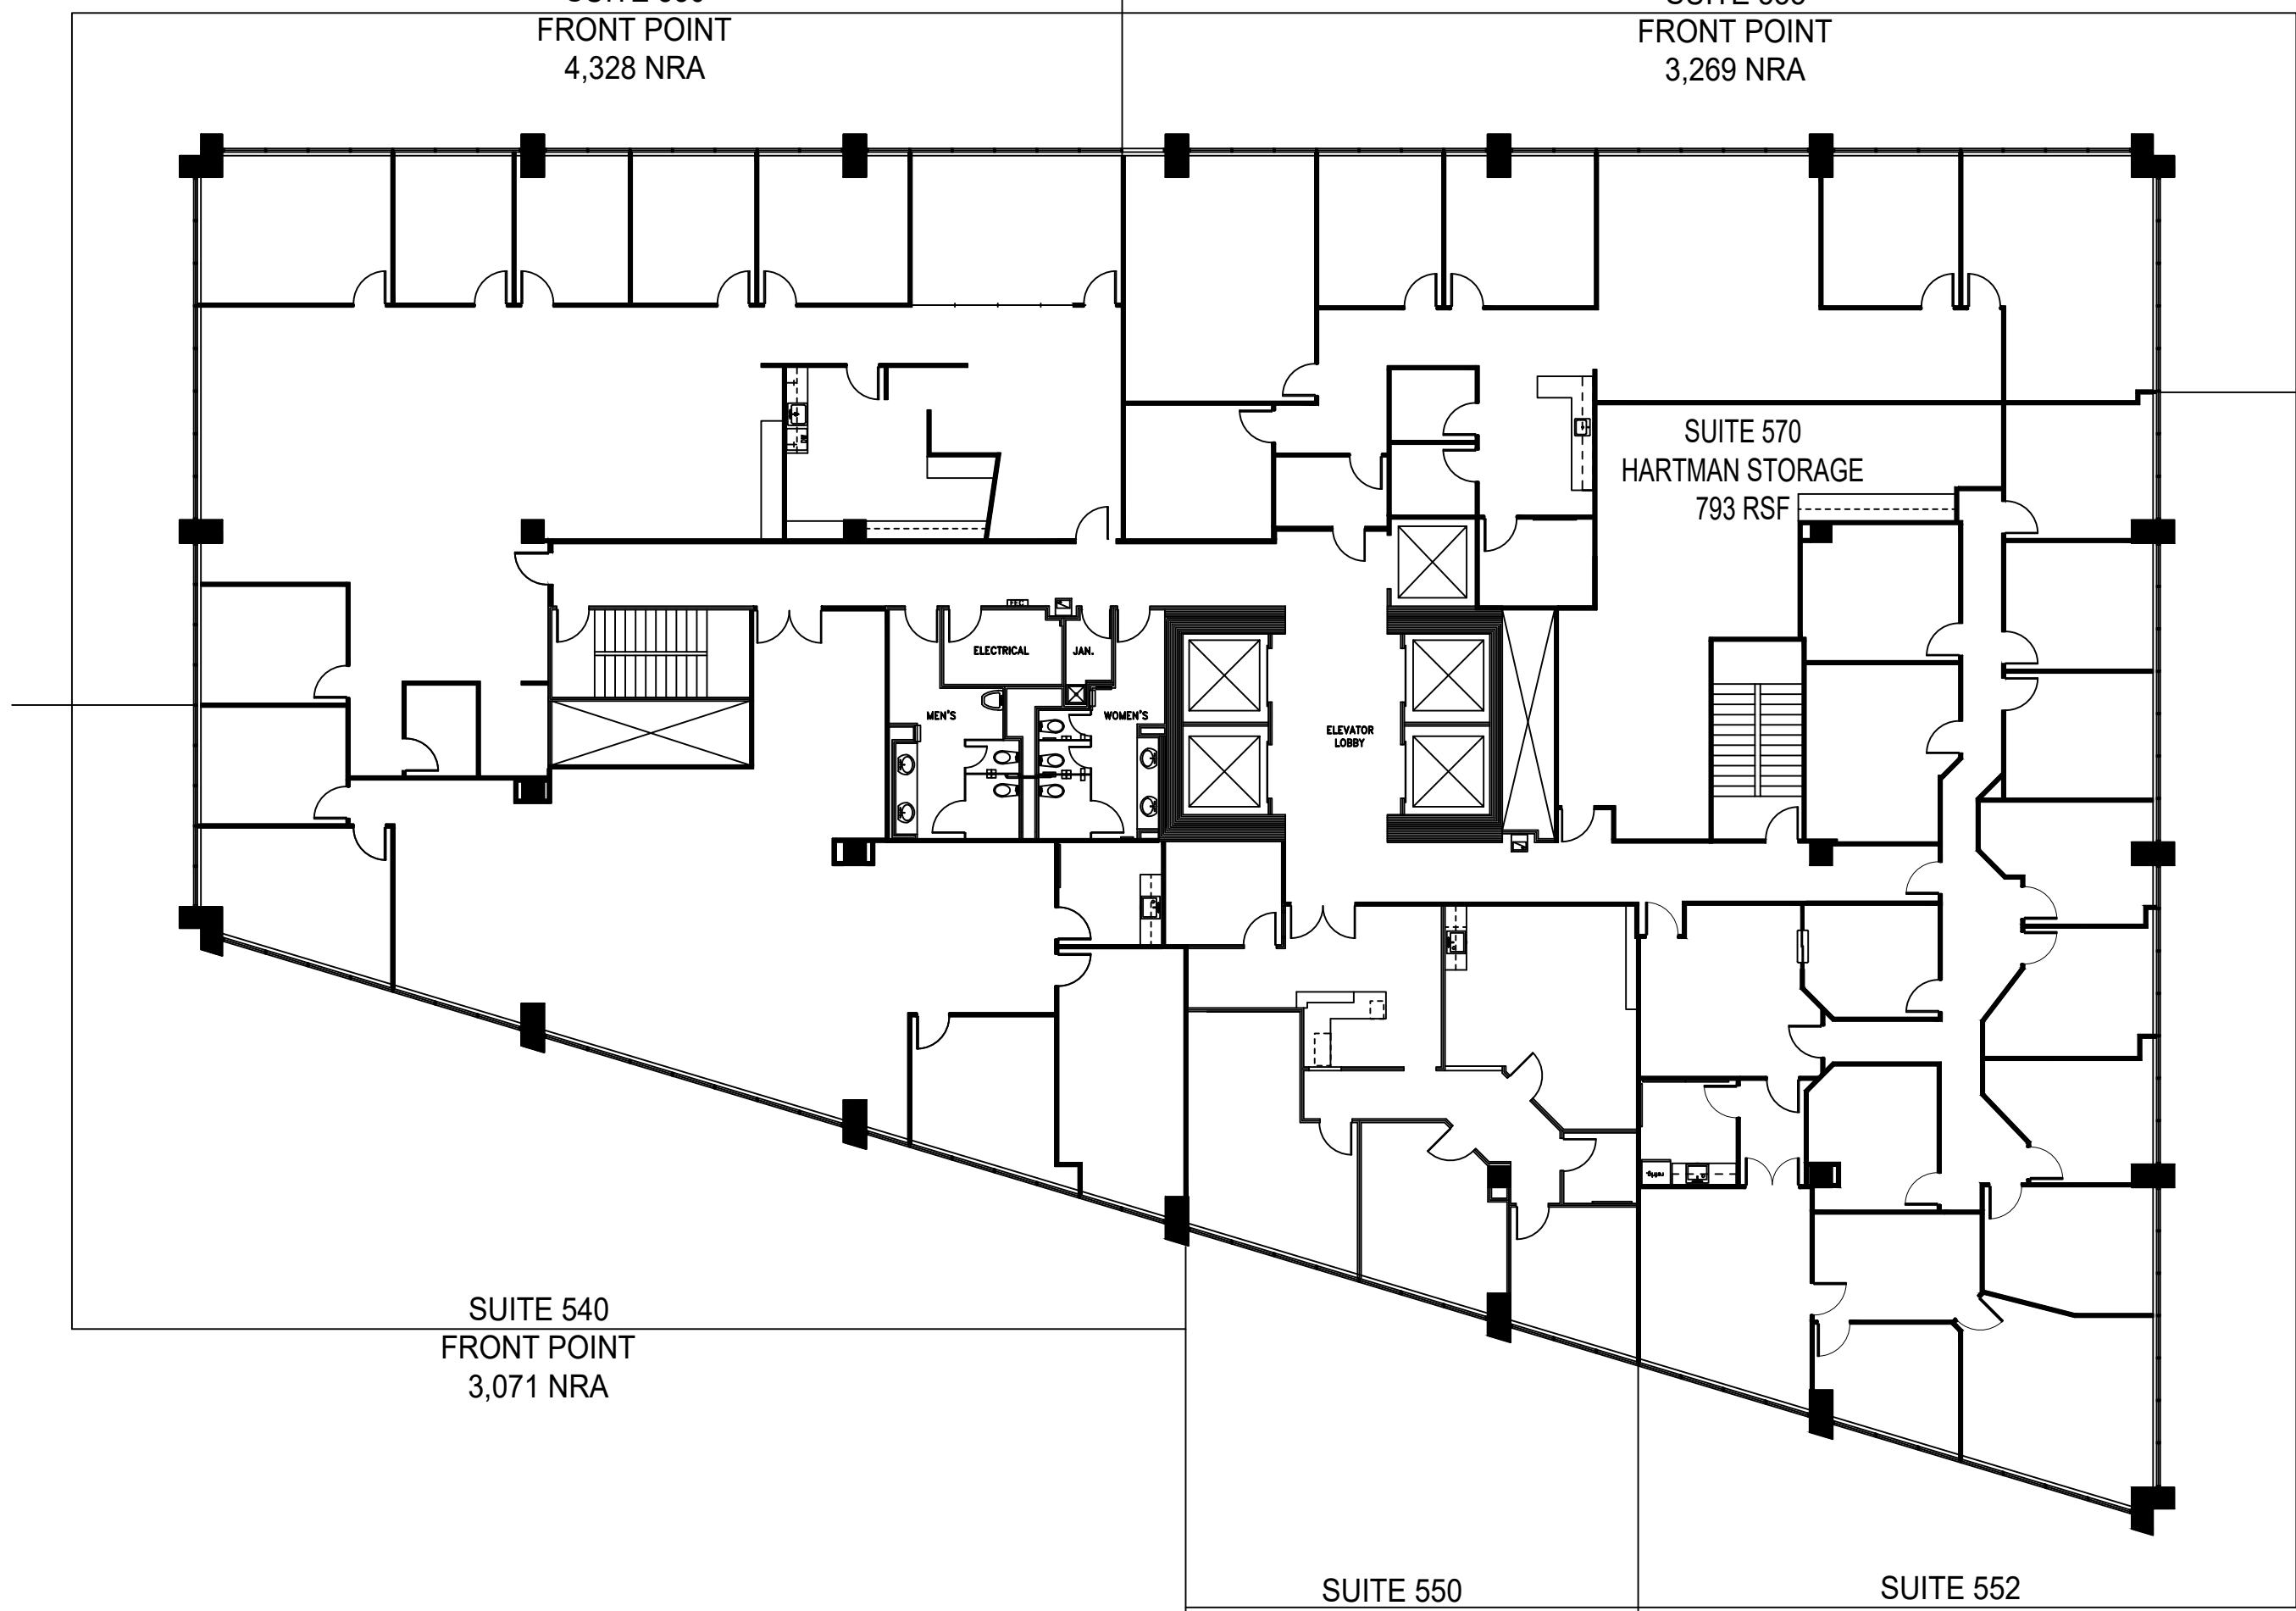 FRONT POINT
4,328 NRA
FRONT POINT
3,269 NRA
SUITE 570
HARTMAN STORAGE
793 RSF
FEC
ELECTRICAL
JAN.
MEN'S
WOMEN'S
ELEVATOR
LOBBY
SUITE 540
FRONT POINT
3,071 NRA
SUITE 550
SUITE 552